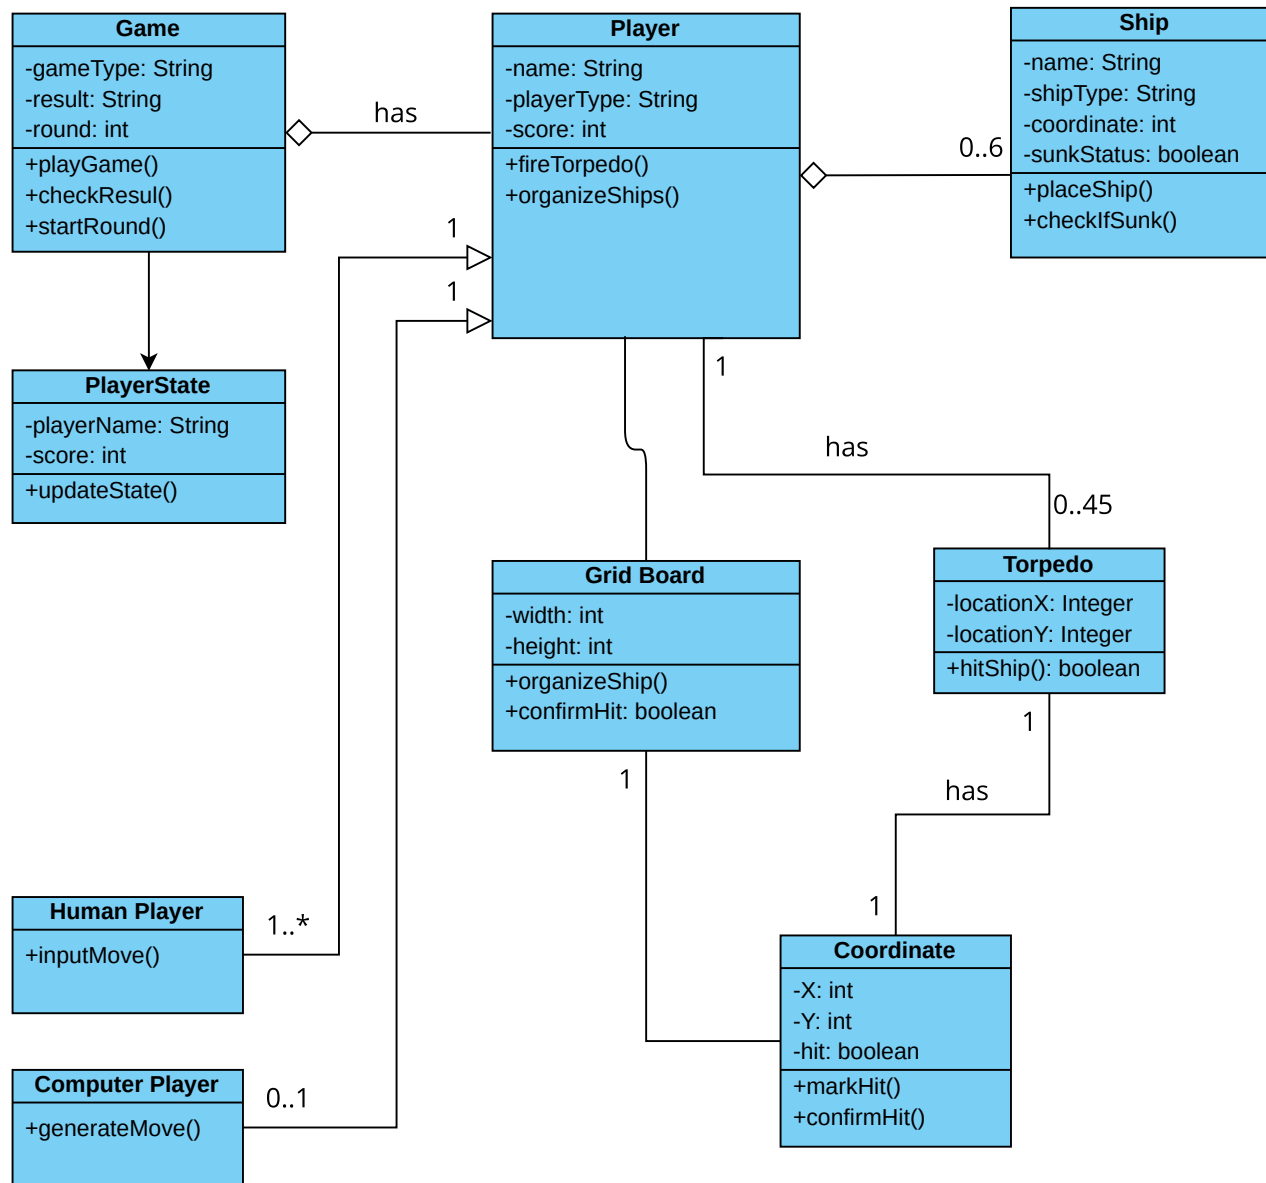 Game
-gameType: String
-result: String
-round: int
+playGame()
+checkResul()
+startRound()
has
Player
-name: String
-playerType: String
-score: int
+fireTorpedo()
+organizeShips()
0..6
Ship
-name: String
-shipType: String
-coordinate: int
-sunkStatus: boolean
+placeShip()
+checkIfSunk()
1
1
1
has
0..45
PlayerState
-playerName: String
-score: int
+updateState()
Grid Board
-width: int
-height: int
+organizeShip()
+confirmHit: boolean
1
Torpedo
-locationX: Integer
-locationY: Integer
+hitShip(): boolean
1
has
1
Human Player
+inputMove()
1..*
Computer Player
+generateMove()
0..1
Coordinate
-X: int
-Y: int
-hit: boolean
+markHit()
+confirmHit()